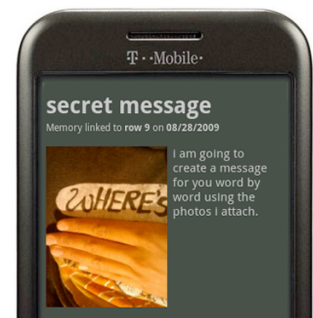 T··Mobile·
secret message
Memory linked to row 9 on 08/28/2009
i am going to
create a message
for you word by
word using the
photos i attach.
WHERE'S